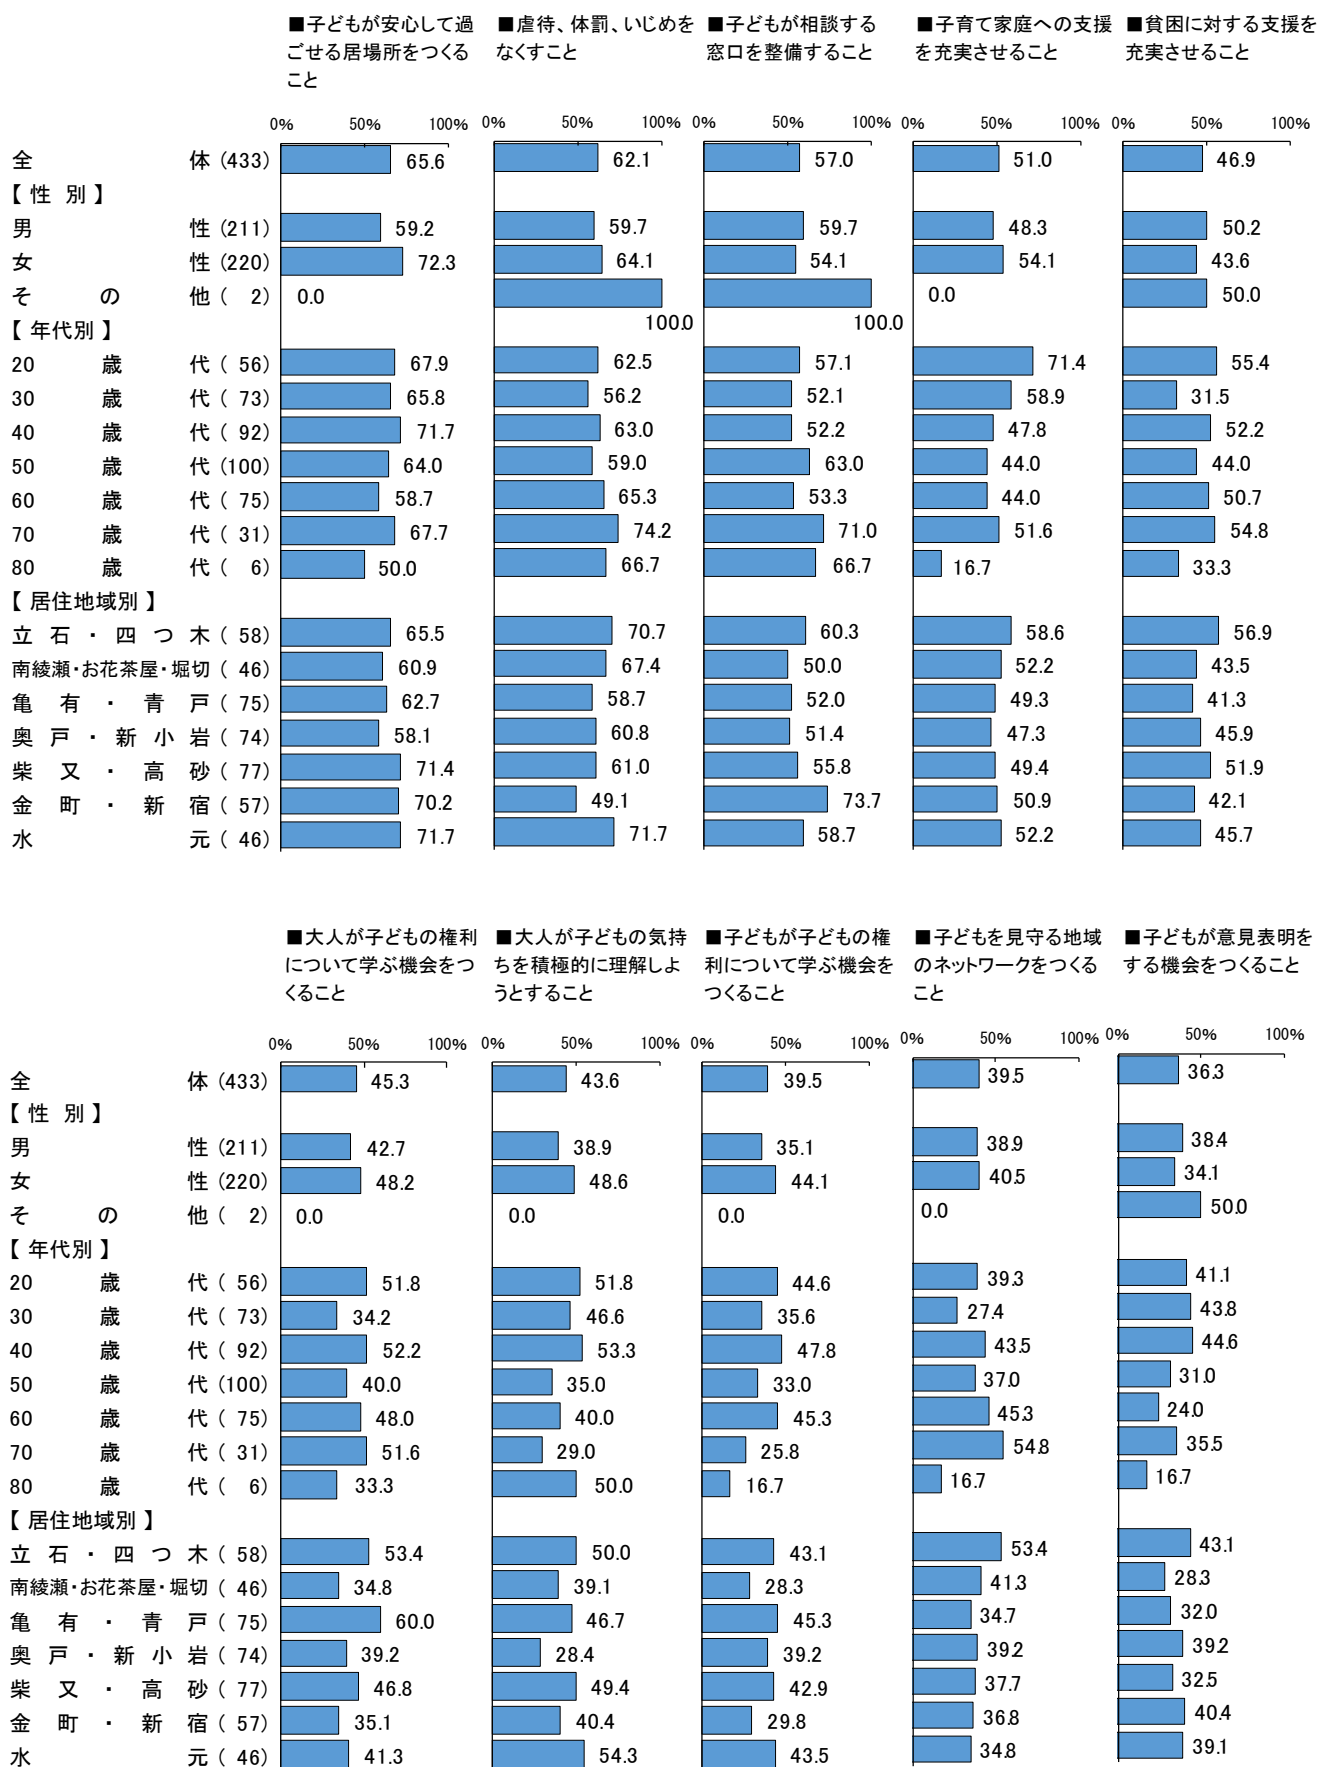 ■子どもが安心して過
ごせる居場所をつくる
こと
■虐待、体罰、いじめを
なくすこと
■子どもが相談する
窓口を整備すること
■子育て家庭への支援
を充実させること
■貧困に対する支援を
充実させること
0% 50% 100% 0% 50% 100% 0% 50% 100% 0% 50% 100% 0% 50% 100%
全体(433) 65.6 62.1 57.0 51.0 46.9
【性別】
男性(211) 59.2 59.7 59.7 48.3 50.2
女性(220) 72.3 64.1 54.1 54.1 43.6
その他( 2) 0.0 100.0 100.0 0.0 50.0
【年代別】
20歳代( 56) 67.9 62.5 57.1 71.4 55.4
30歳代( 73) 65.8 56.2 52.1 58.9 31.5
40歳代( 92) 71.7 63.0 52.2 47.8 52.2
50歳代(100) 64.0 59.0 63.0 44.0 44.0
60歳代( 75) 58.7 65.3 53.3 44.0 50.7
70歳代( 31) 67.7 74.2 71.0 51.6 54.8
80歳代( 6) 50.0 66.7 66.7 16.7 33.3
【居住地域別】
立石・四つ木( 58) 65.5 70.7 60.3 58.6 56.9
南綾瀬・お花茶屋・堀切( 46) 60.9 67.4 50.0 52.2 43.5
亀有・青戸( 75) 62.7 58.7 52.0 49.3 41.3
奥戸・新小岩( 74) 58.1 60.8 51.4 47.3 45.9
柴又・高砂( 77) 71.4 61.0 55.8 49.4 51.9
金町・新宿( 57) 70.2 49.1 73.7 50.9 42.1
水元( 46) 71.7 71.7 58.7 52.2 45.7
■大人が子どもの権利
について学ぶ機会をつ
くること
■大人が子どもの気持
ちを積極的に理解しよ
うとすること
■子どもが子どもの権
利について学ぶ機会を
つくること
■子どもを見守る地域
のネットワークをつくる
こと
■子どもが意見表明を
する機会をつくること
0% 50% 100% 0% 50% 100% 0% 50% 100% 0% 50% 100% 0% 50% 100%
全体(433) 45.3 43.6 39.5 39.5 36.3
【性別】
男性(211) 42.7 38.9 35.1 38.9 38.4
女性(220) 48.2 48.6 44.1 40.5 34.1
その他( 2) 0.0 0.0 0.0 0.0 50.0
【年代別】
20歳代( 56) 51.8 51.8 44.6 39.3 41.1
30歳代( 73) 34.2 46.6 35.6 27.4 43.8
40歳代( 92) 52.2 53.3 47.8 43.5 44.6
50歳代(100) 40.0 35.0 33.0 37.0 31.0
60歳代( 75) 48.0 40.0 45.3 45.3 24.0
70歳代( 31) 51.6 29.0 25.8 54.8 35.5
80歳代( 6) 33.3 50.0 16.7 16.7 16.7
【居住地域別】
立石・四つ木( 58) 53.4 50.0 43.1 53.4 43.1
南綾瀬・お花茶屋・堀切( 46) 34.8 39.1 28.3 41.3 28.3
亀有・青戸( 75) 60.0 46.7 45.3 34.7 32.0
奥戸・新小岩( 74) 39.2 28.4 39.2 39.2 39.2
柴又・高砂( 77) 46.8 49.4 42.9 37.7 32.5
金町・新宿( 57) 35.1 40.4 29.8 36.8 40.4
水元( 46) 41.3 54.3 43.5 34.8 39.1